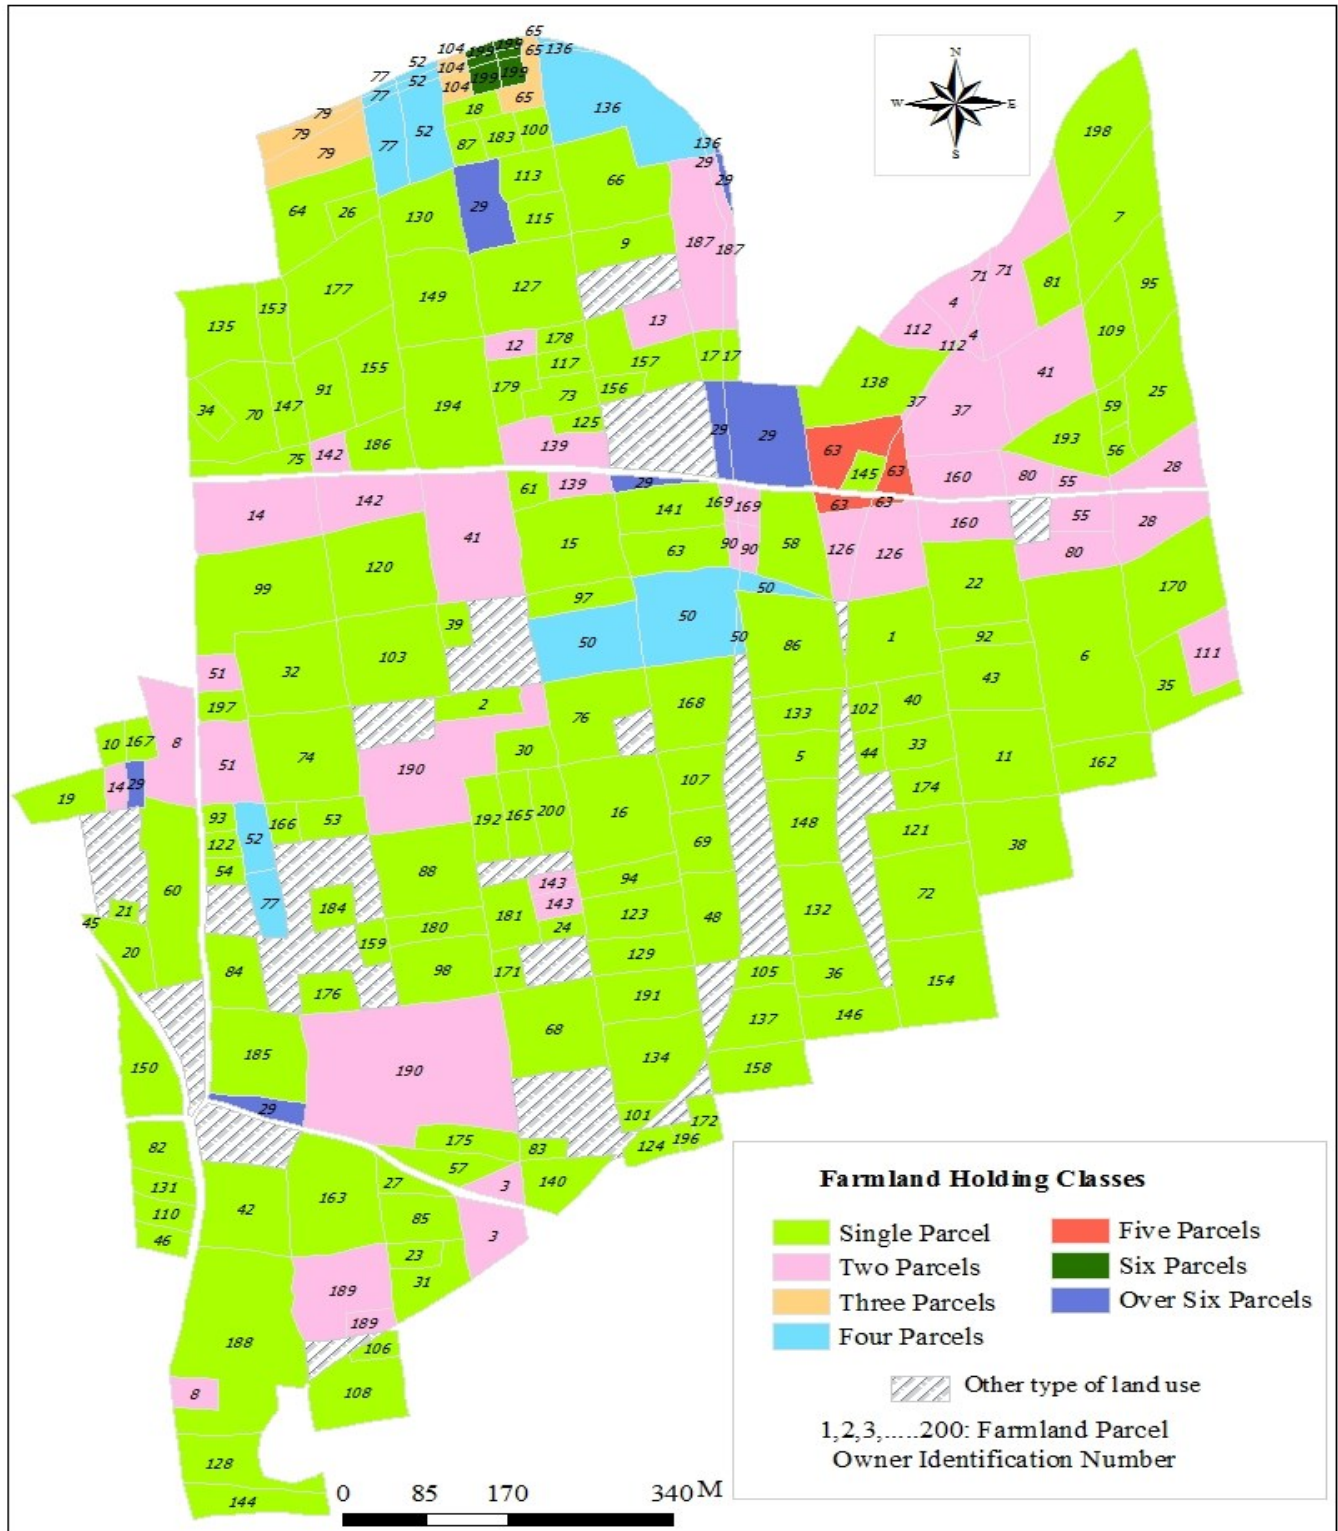 65
104 199 199 65 136
52 104
77 52 199 199
77 104 65
79 18 136
79 77 52 87 183 100 136
79 29
113 66 29
64 26 130 29 115
9 187 187
198
7
71 71
177 149 127 81 95
153 4
135 13 112 4 109
12 178 112
157 17 17
117
91 155 179 73 156 138 41
34 70 147 194 125 37 37 59 25
186 139 29 29 193
75 142 63 145 63 56
160 80 55 28
61 139 29
14 142 141 169 169 63 63
41 15 63 90 90 58 126 126 160 55 28
80
99 120 97 50 22 170
39 50 50 50 86 1 92
103 6 111
51 32 43 35
197 2 76 168 133 102 40
10 167 8 30 5 44 33 11 162
51 74 190
14 29 107 174
19 192 165 200 16
93 52 166 53 148 121
122 69 38
54 88 94
60 143
77 184 143 72
21 181 123 48 132
45 180 24
20 159 129
84 98 171 105 36 154
176 191
146
185 68 137
150 134
190 158
29 101
172
82 175 83 124 196
57
131 27 3 140
110 42 163 85
46 23 3
31
189
189
188 106
8 108
128
144
N
W E
S
Farmland Holding Classes
Single Parcel Five Parcels
Two Parcels Six Parcels
Three Parcels Over Six Parcels
Four Parcels
Other type of land use
1,2,3,.....200: Farmland Parcel
Owner Identification Number
0 85 170 340 M